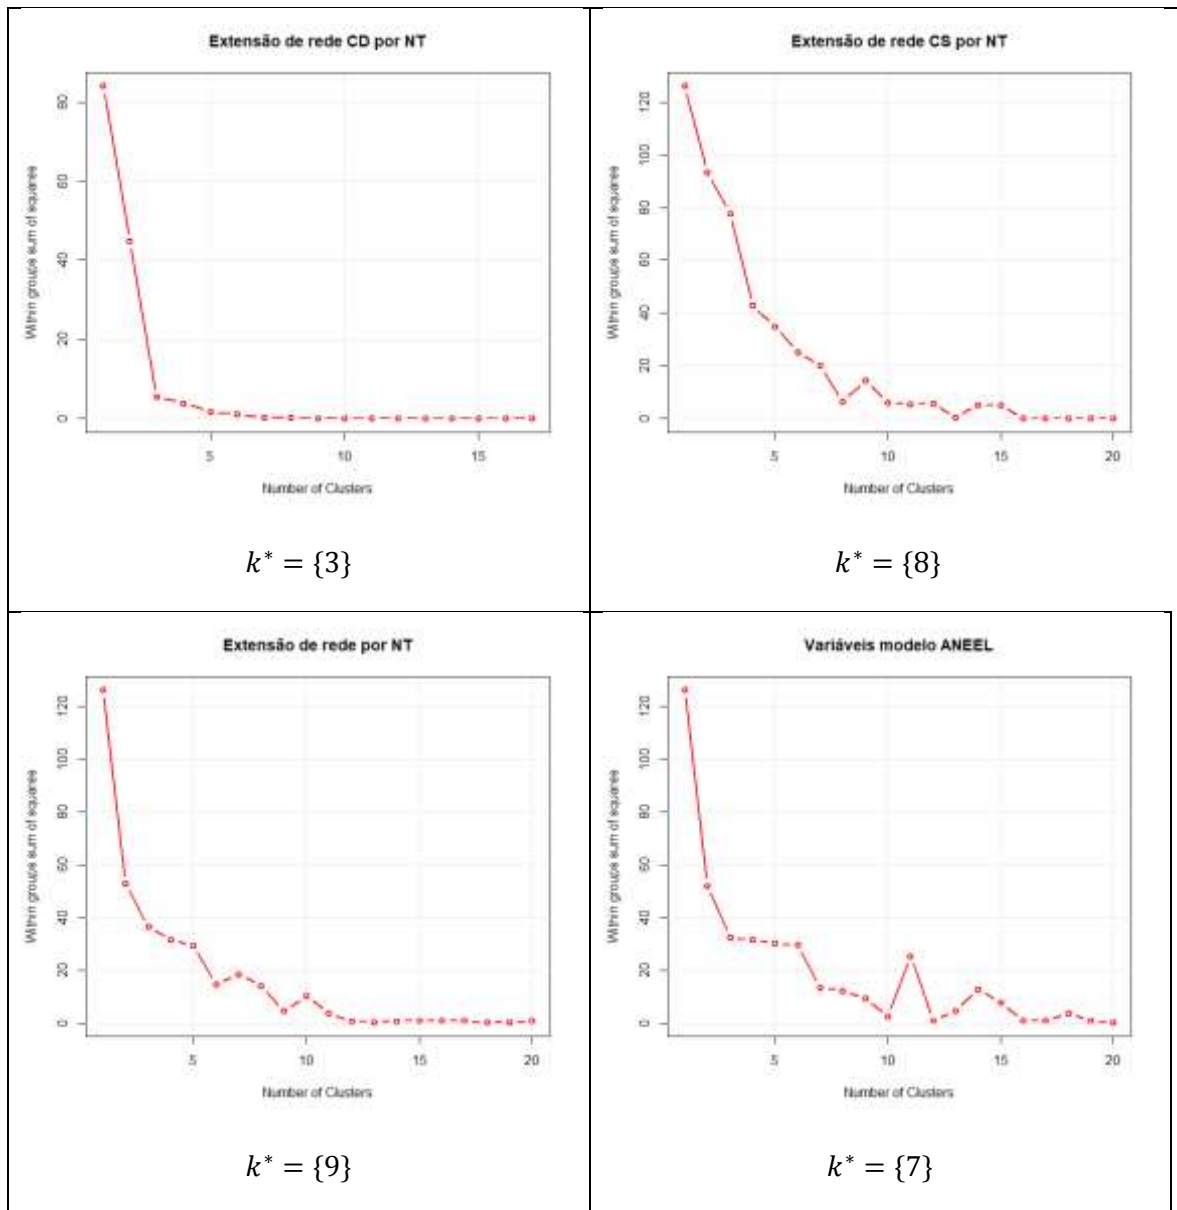 Extensão de rede CD por NT
Within groups sum of squares
0 20 40 60 80
5 10 15
Number of Clusters
k* = {3}
Extensão de rede CS por NT
Within groups sum of squares
0 20 40 60 80 100 120
5 10 15 20
Number of Clusters
k* = {8}
Extensão de rede por NT
Within groups sum of squares
0 20 40 60 80 100 120
5 10 15 20
Number of Clusters
k* = {9}
Variáveis modelo ANEEL
Within groups sum of squares
0 20 40 60 80 100 120
5 10 15 20
Number of Clusters
k* = {7}